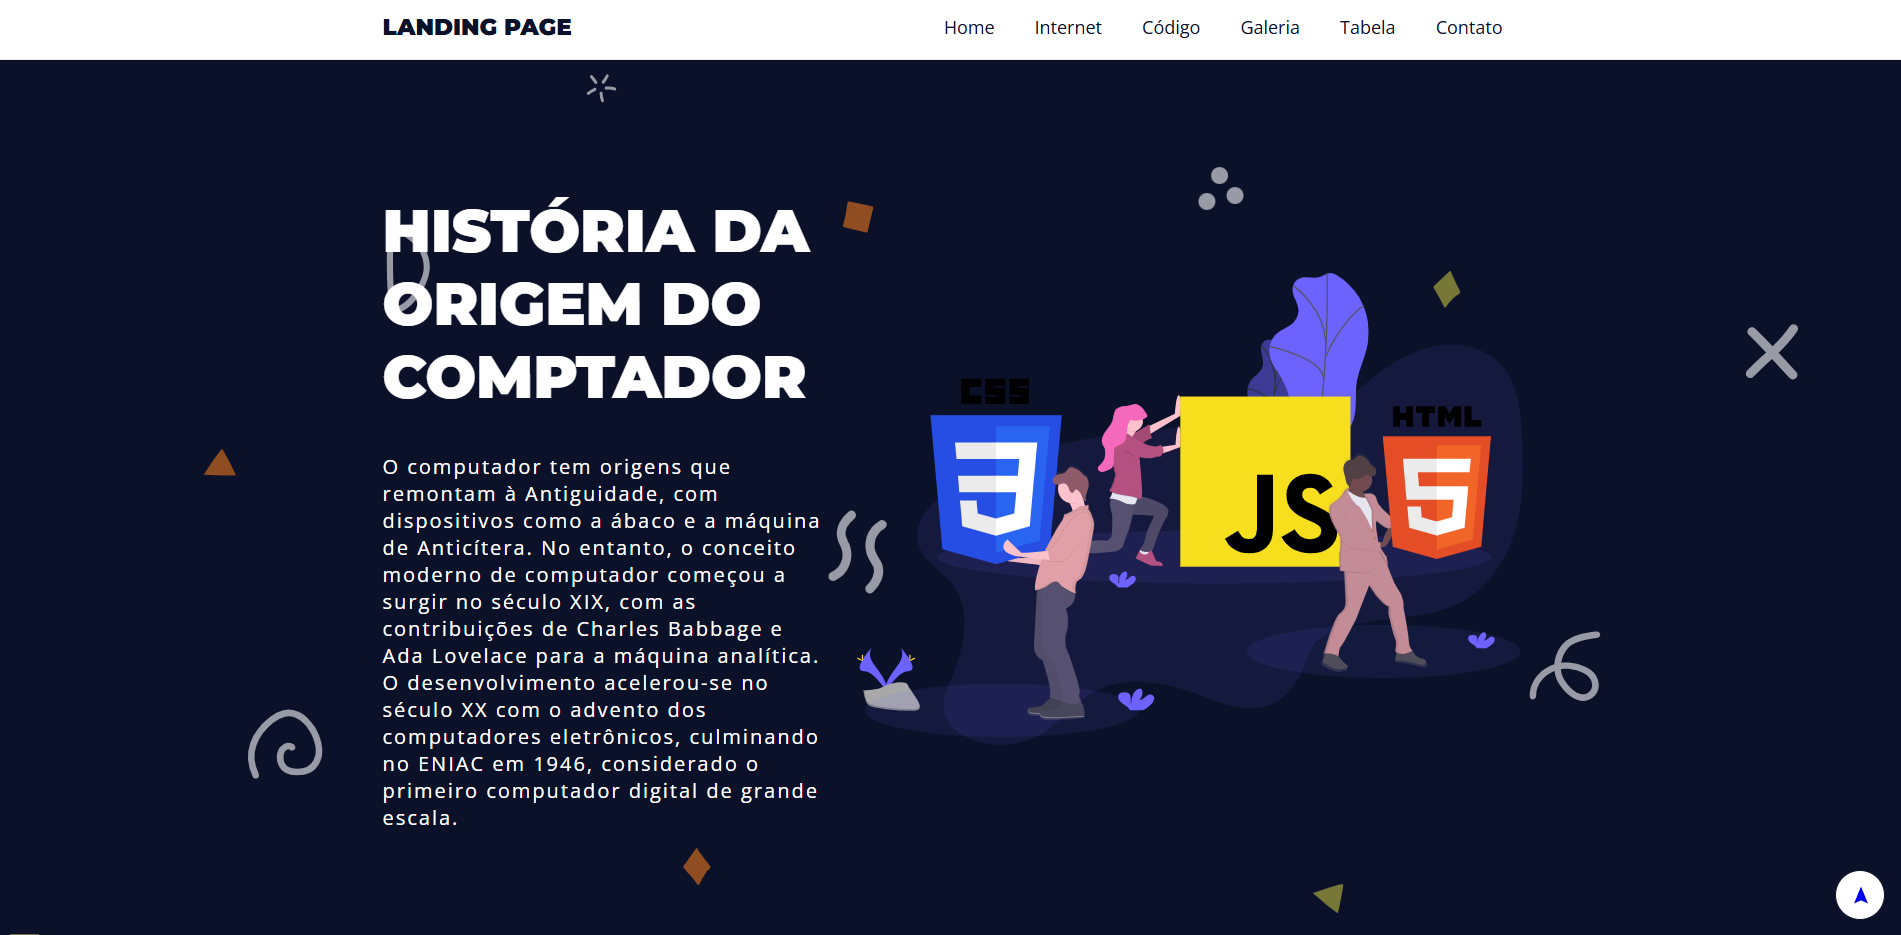 LANDING PAGE
Home Internet Código Galeria Tabela Contato
HISTÓRIA DA
ORIGEM DO
COMPTADOR
O computador tem origens que
remontam à Antiguidade, com
dispositivos como a ábaco e a máquina
de Anticítera. No entanto, o conceito
moderno de computador começou a
surgir no século XIX, com as
contribuições de Charles Babbage e
Ada Lovelace para a máquina analítica.
O desenvolvimento acelerou-se no
século XX com o advento dos
computadores eletrônicos, culminando
no ENIAC em 1946, considerado o
primeiro computador digital de grande
escala.
CSS
3
JS
HTML
5